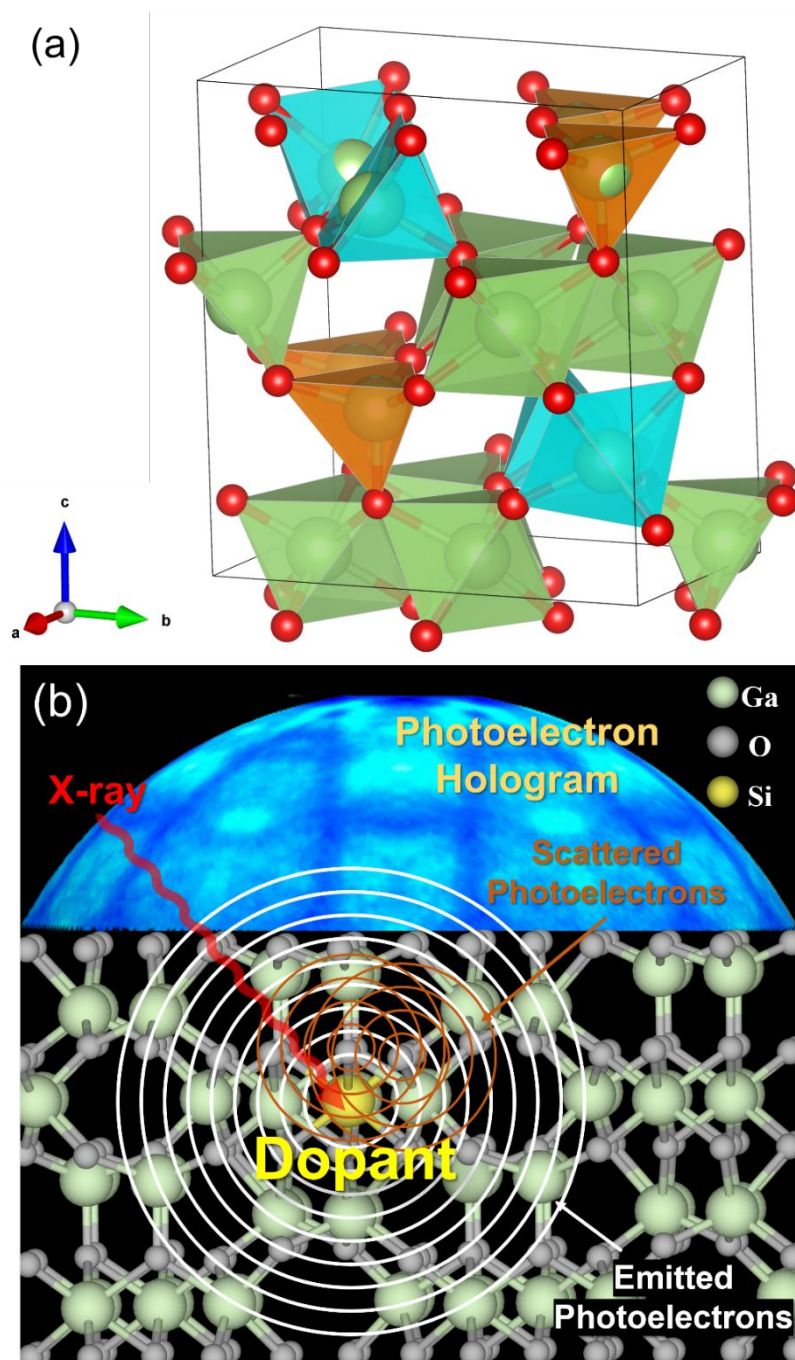 (a)
c
a
b
(b)
Ga
O
Si
Photoelectron
Hologram
X-ray
Scattered
Photoelectrons
Dopant
Emitted
Photoelectrons